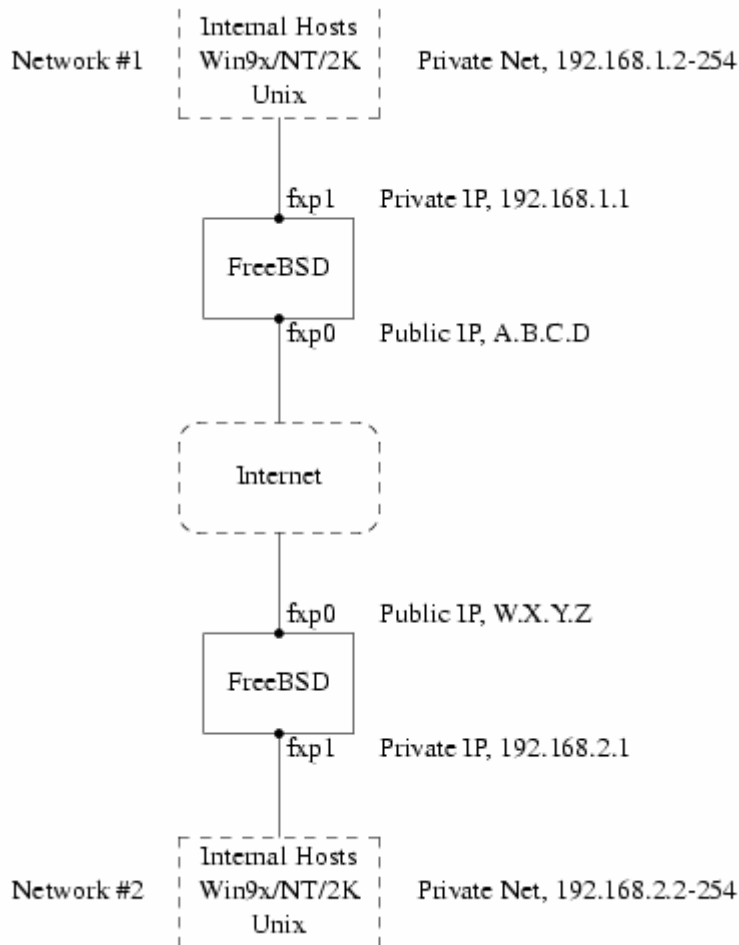 Internal Hosts
Network #1 Win9x/NT/2K Private Net, 192.168.1.2-254
Unix
fxp1 Private IP, 192.168.1.1
FreeBSD
fxp0 Public IP, A.B.C.D
Internet
fxp0 Public IP, W.X.Y.Z
FreeBSD
fxp1 Private IP, 192.168.2.1
Internal Hosts
Network #2 Win9x/NT/2K Private Net, 192.168.2.2-254
Unix